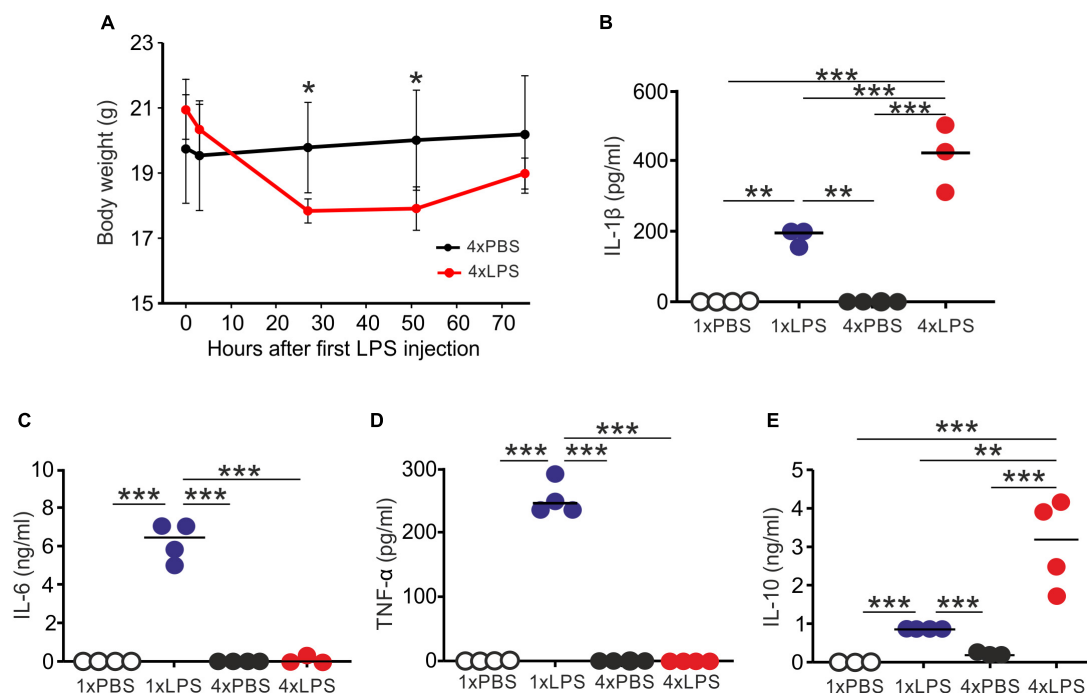 A
23
21
19
17
15
Body weight (g)
*
*
4xPBS
4xLPS
0 10 20 30 40 50 60 70
Hours after first LPS injection
B
600
400
200
0
IL-1β (pg/ml)
***
***
***
** **
1xPBS 1xLPS 4xPBS 4xLPS
C
10
8
6
4
2
0
IL-6 (ng/ml)
***
*** ***
1xPBS 1xLPS 4xPBS 4xLPS
D
300
200
100
0
TNF-α (pg/ml)
***
*** ***
1xPBS 1xLPS 4xPBS 4xLPS
E
5
4
3
2
1
0
IL-10 (ng/ml)
***
**
***
*** ***
1xPBS 1xLPS 4xPBS 4xLPS